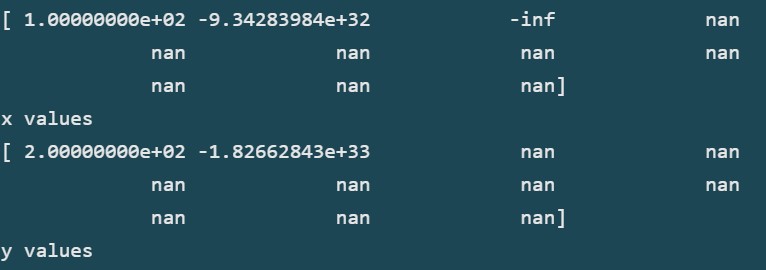 [ 1.00000000e+02 -9.34283984e+32 -inf nan
nan nan nan nan
nan nan nan]
x values
[ 2.00000000e+02 -1.82662843e+33 nan nan
nan nan nan nan
nan nan nan]
y values